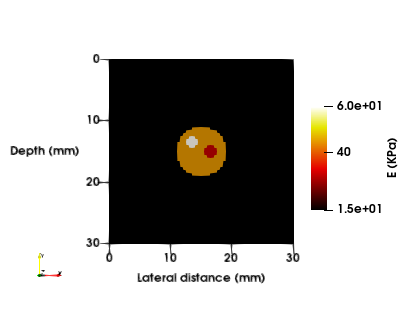 0
10
Depth (mm)
20
30
0 10 20 30
Lateral distance (mm)
6.0e+01
40
1.5e+01
E (KPa)
Y
Z
X